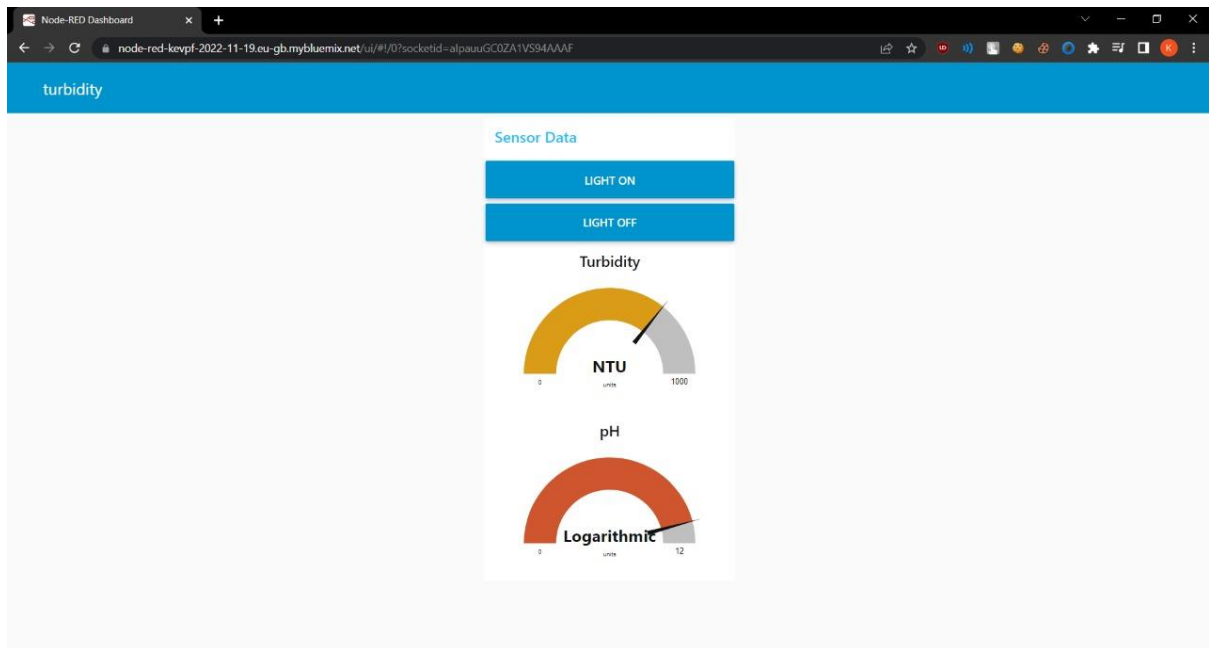 Node-RED Dashboard
node-red-kevpf-2022-11-19.eu-gb.mybluemix.net/ui/#!/0?socketid=alpauuGC0ZA1VS94AAAF
K
turbidity
Sensor Data
LIGHT ON
LIGHT OFF
Turbidity
NTU
0 units 1000
pH
Logarithmic
0 units 12